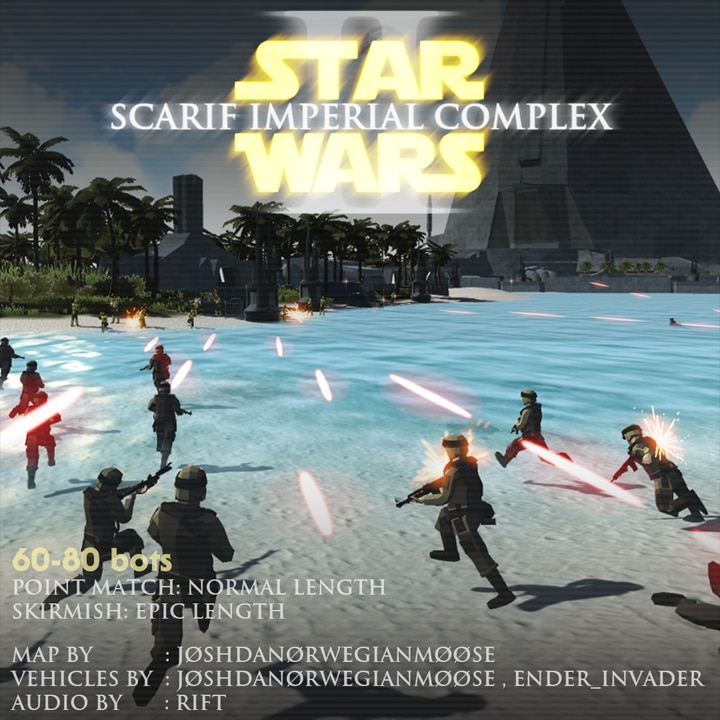 II
STAR
SCARIF IMPERIAL COMPLEX
WARS
60-80 bots
POINT MATCH: NORMAL LENGTH
SKIRMISH: EPIC LENGTH
MAP BY : JØSHDANØRWEGIANMØØSE
VEHICLES BY : JØSHDANØRWEGIANMØØSE , ENDER_INVADER
AUDIO BY : RIFT